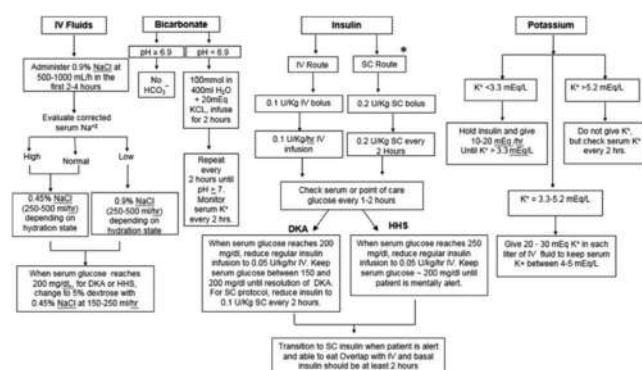 IV Fluids
Administer 0.9% NaCl at
500-1000 mL/h in the
first 2-4 hours
Evaluate corrected
serum Na+
High
Normal
Low
0.45% NaCl
(250-500 ml/hr)
depending on
hydration state
0.9% NaCl
(250-500 ml/hr)
depending on
hydration state
When serum glucose reaches
200 mg/dL, for DKA or HHS,
change to 5% dextrose with
0.45% NaCl at 150-250 ml/hr
Bicarbonate
pH ≥ 6.9
pH < 6.9
No
HCO₃⁻
100mmol in
400ml H₂O
+ 20mEq
KCL, infuse
for 2 hours
Repeat
every
2 hours until
pH ≥ 7.
Monitor
serum K⁺
every 2 hrs.
Insulin
IV Route
SC Route
*
0.1 U/Kg IV bolus
0.2 U/Kg SC bolus
0.1 U/Kg/hr IV
infusion
0.2 U/Kg SC every
2 Hours
Check serum or point of care
glucose every 1-2 hours
DKA
HHS
When serum glucose reaches 200
mg/dl, reduce regular insulin
infusion to 0.05 U/kg/hr IV. Keep
serum glucose between 150 and
200 mg/dl until resolution of DKA.
For SC protocol, reduce insulin to
0.1 U/Kg SC every 2 hours.
When serum glucose reaches 250
mg/dl, reduce regular insulin
infusion to 0.05 U/Kg/hr IV. Keep
serum glucose ~ 200 mg/dl until
patient is mentally alert.
Transition to SC insulin when patient is alert
and able to eat Overlap with IV and basal
insulin should be at least 2 hours
Potassium
K⁺ <3.3 mEq/L
K⁺ >5.2 mEq/L
Hold insulin and give
10-20 mEq /hr
Until K⁺ > 3.3 mEq/L
Do not give K⁺,
but check serum K⁺
every 2 hrs.
K⁺ = 3.3-5.2 mEq/L
Give 20 - 30 mEq K⁺ in each
liter of IV fluid to keep serum
K+ between 4-5 mEq/L